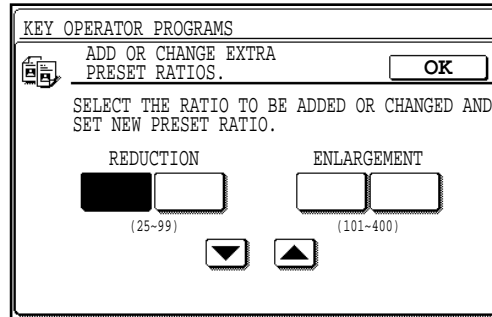 KEY OPERATOR PROGRAMS
ADD OR CHANGE EXTRA
PRESET RATIOS.
OK
SELECT THE RATIO TO BE ADDED OR CHANGED AND
SET NEW PRESET RATIO.
REDUCTION ENLARGEMENT
(25~99) (101~400)